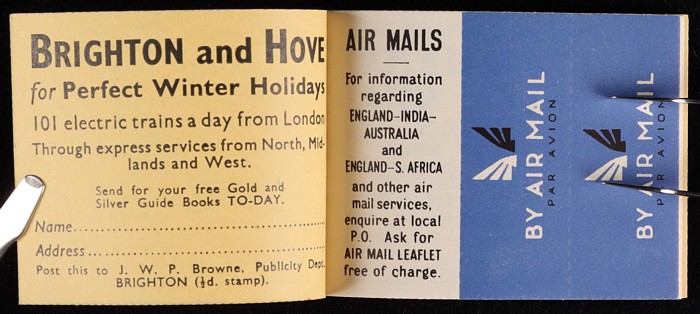 BRIGHTON and HOVE
for Perfect Winter Holidays
101 electric trains a day from London
Through express services from North, Mid-
lands and West.
Send for your free Gold and
Silver Guide Books TO-DAY.
Name
Address
Post this to J. W. P. Browne, Publicity Dept.,
BRIGHTON (½d. stamp).
AIR MAILS
For information
regarding
ENGLAND-INDIA-
AUSTRALIA
and
ENGLAND-S. AFRICA
and other air
mail services,
enquire at local
P.O. Ask for
AIR MAIL LEAFLET
free of charge.
BY AIR MAIL
PAR AVION
BY AIR MAIL
PAR AVION